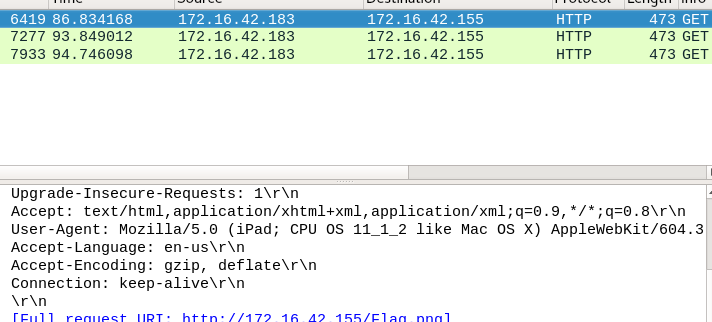 Time Source Destination Protocol Length Info
6419 86.834168 172.16.42.183 172.16.42.155 HTTP 473 GET
7277 93.849012 172.16.42.183 172.16.42.155 HTTP 473 GET
7933 94.746098 172.16.42.183 172.16.42.155 HTTP 473 GET
Upgrade-Insecure-Requests: 1\r\n
Accept: text/html,application/xhtml+xml,application/xml;q=0.9,*/*;q=0.8\r\n
User-Agent: Mozilla/5.0 (iPad; CPU OS 11_1_2 like Mac OS X) AppleWebKit/604.3
Accept-Language: en-us\r\n
Accept-Encoding: gzip, deflate\r\n
Connection: keep-alive\r\n
\r\n
[Full request URI: http://172.16.42.155/Flag.png]